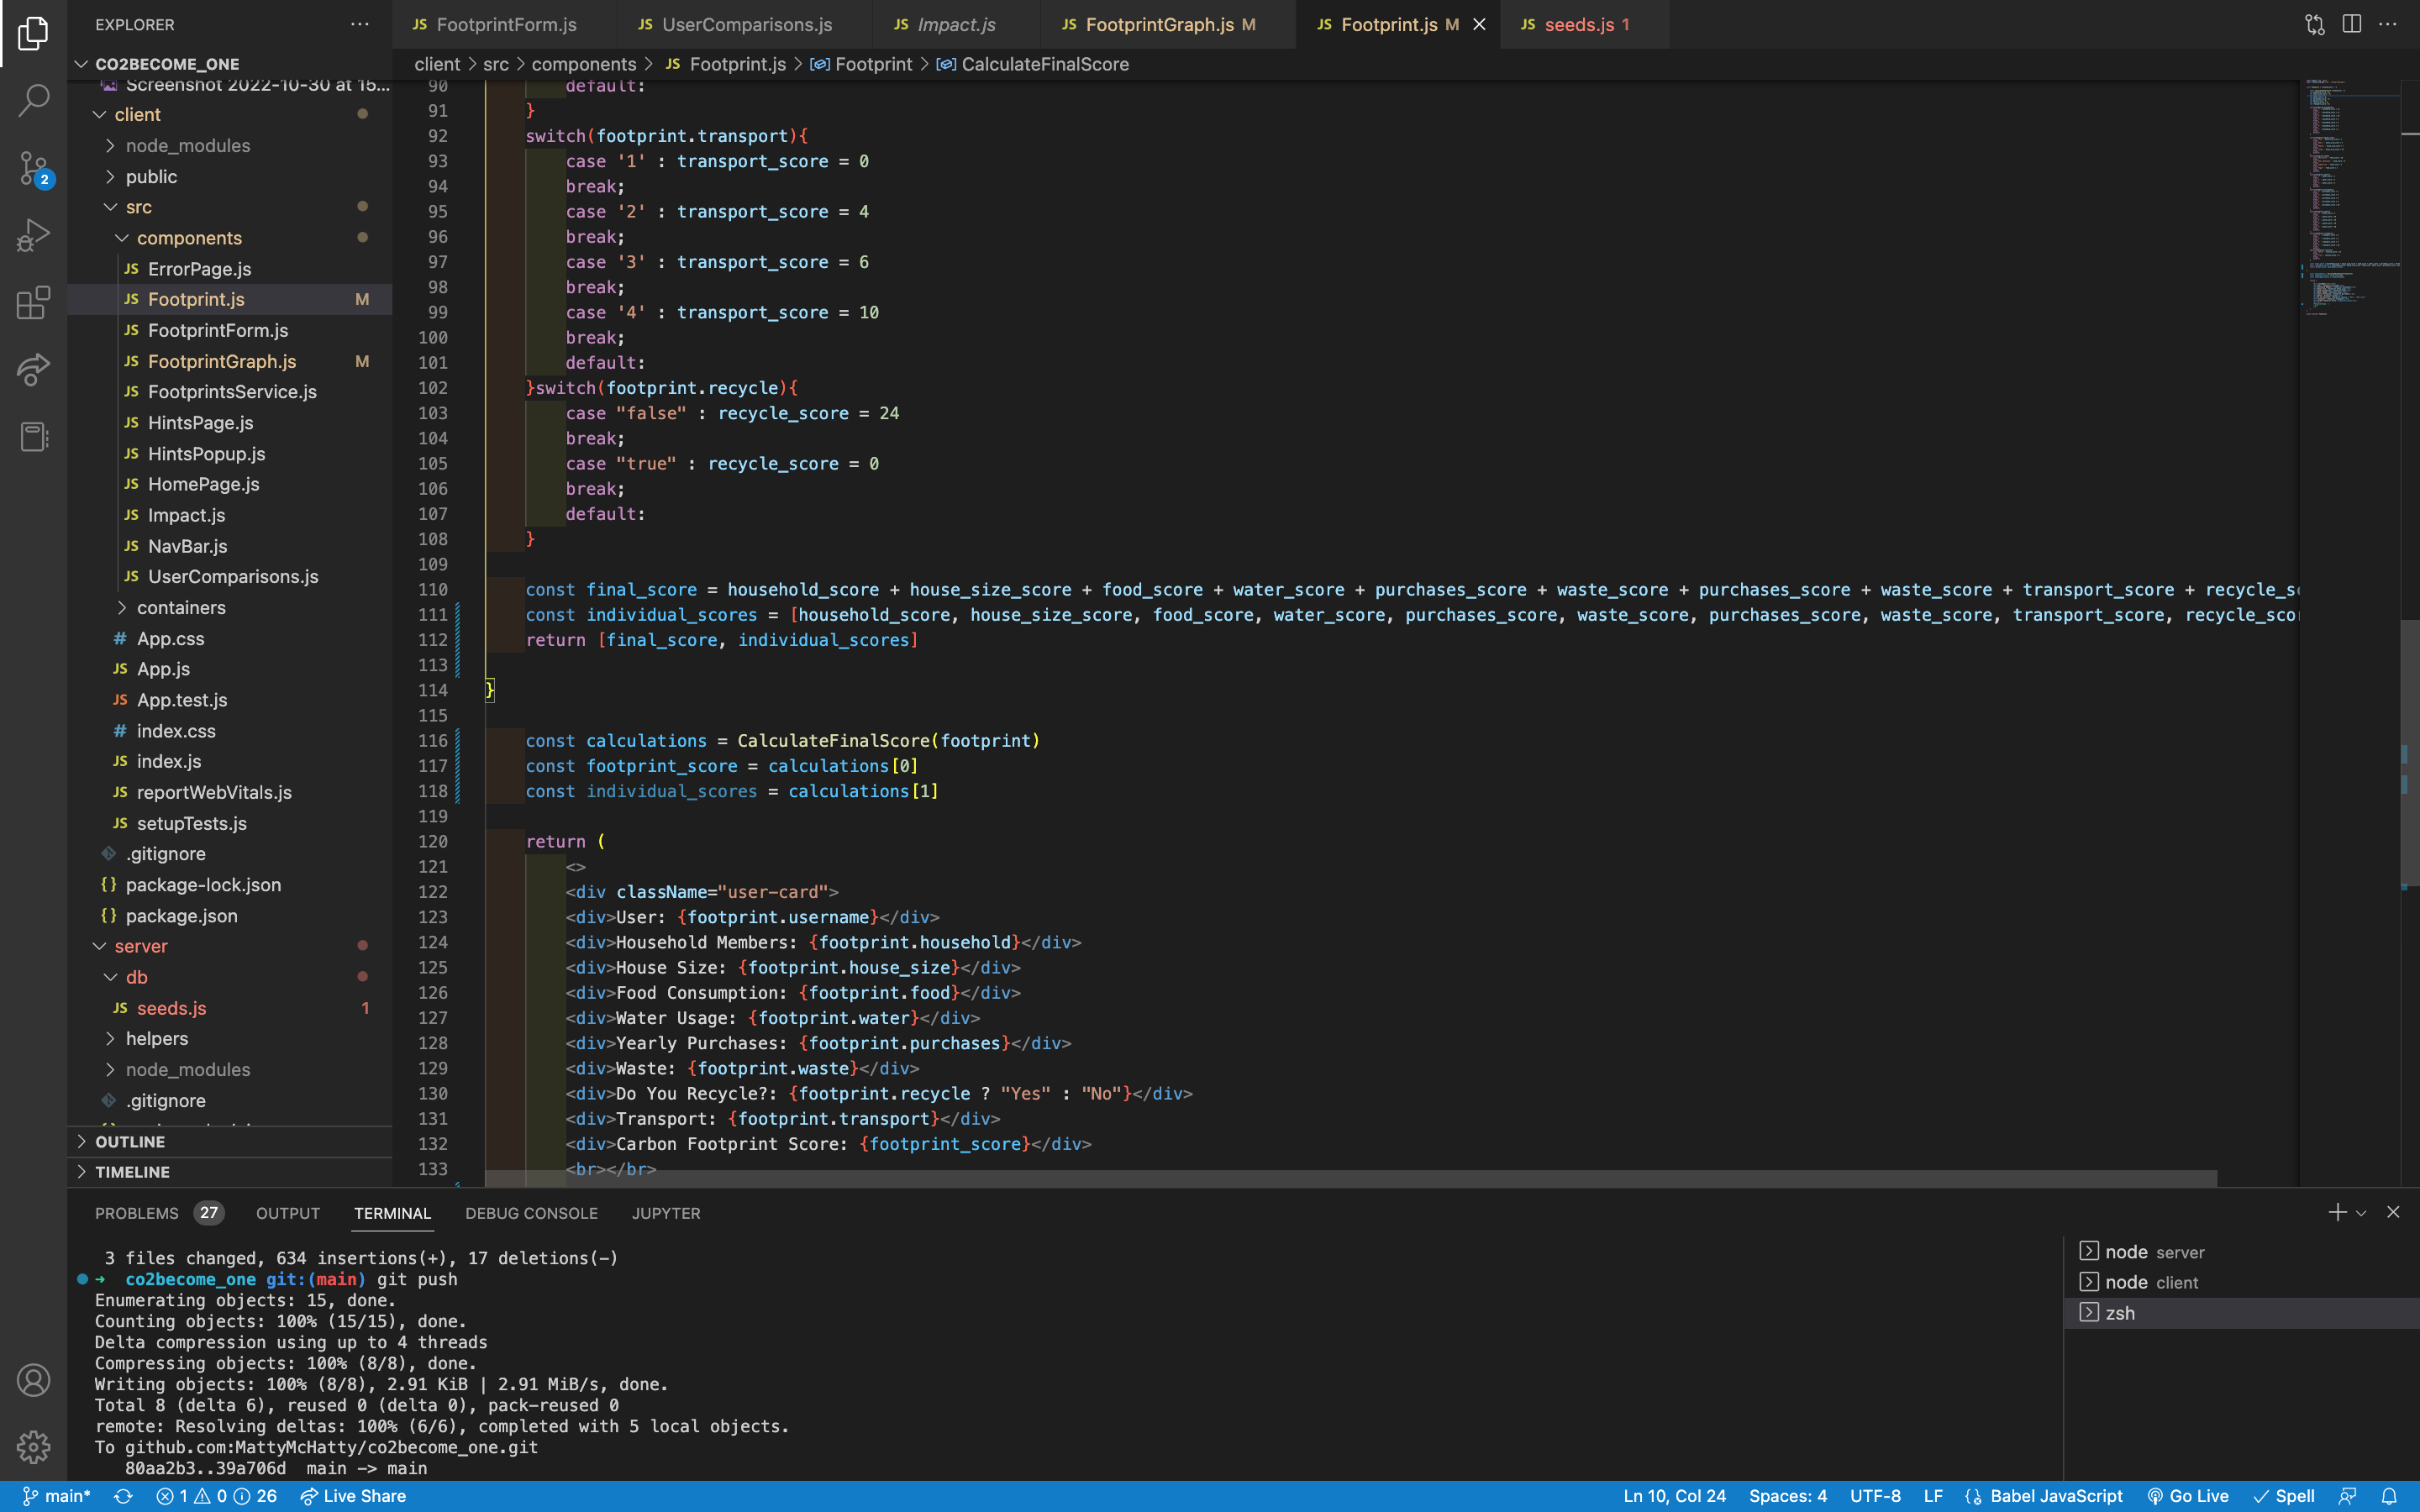 EXPLORER
CO2BECOME_ONE
Screenshot 2022-10-30 at 15...
client
node_modules
public
src
components
JS ErrorPage.js
JS Footprint.js M
JS FootprintForm.js
JS FootprintGraph.js M
JS FootprintsService.js
JS HintsPage.js
JS HintsPopup.js
JS HomePage.js
JS Impact.js
JS NavBar.js
JS UserComparisons.js
containers
# App.css
JS App.js
JS App.test.js
# index.css
JS index.js
JS reportWebVitals.js
JS setupTests.js
.gitignore
{} package-lock.json
{} package.json
server
db
JS seeds.js 1
helpers
node_modules
.gitignore
OUTLINE
TIMELINE
2
JS FootprintForm.js JS UserComparisons.js JS Impact.js JS FootprintGraph.js M JS Footprint.js M JS seeds.js 1
client > src > components > JS Footprint.js > Footprint > CalculateFinalScore
90 default:
91 }
92 switch(footprint.transport){
93 case '1' : transport_score = 0
94 break;
95 case '2' : transport_score = 4
96 break;
97 case '3' : transport_score = 6
98 break;
99 case '4' : transport_score = 10
100 break;
101 default:
102 }switch(footprint.recycle){
103 case "false" : recycle_score = 24
104 break;
105 case "true" : recycle_score = 0
106 break;
107 default:
108 }
109
110 const final_score = household_score + house_size_score + food_score + water_score + purchases_score + waste_score + purchases_score + waste_score + transport_score + recycle_s
111 const individual_scores = [household_score, house_size_score, food_score, water_score, purchases_score, waste_score, purchases_score, waste_score, transport_score, recycle_sco
112 return [final_score, individual_scores]
113
114 }
115
116 const calculations = CalculateFinalScore(footprint)
117 const footprint_score = calculations[0]
118 const individual_scores = calculations[1]
119
120 return (
121 <>
122 <div className="user-card">
123 <div>User: {footprint.username}</div>
124 <div>Household Members: {footprint.household}</div>
125 <div>House Size: {footprint.house_size}</div>
126 <div>Food Consumption: {footprint.food}</div>
127 <div>Water Usage: {footprint.water}</div>
128 <div>Yearly Purchases: {footprint.purchases}</div>
129 <div>Waste: {footprint.waste}</div>
130 <div>Do You Recycle?: {footprint.recycle ? "Yes" : "No"}</div>
131 <div>Transport: {footprint.transport}</div>
132 <div>Carbon Footprint Score: {footprint_score}</div>
133 <br></br>
PROBLEMS 27 OUTPUT TERMINAL DEBUG CONSOLE JUPYTER
3 files changed, 634 insertions(+), 17 deletions(-)
➜ co2become_one git:(main) git push
Enumerating objects: 15, done.
Counting objects: 100% (15/15), done.
Delta compression using up to 4 threads
Compressing objects: 100% (8/8), done.
Writing objects: 100% (8/8), 2.91 KiB | 2.91 MiB/s, done.
Total 8 (delta 6), reused 0 (delta 0), pack-reused 0
remote: Resolving deltas: 100% (6/6), completed with 5 local objects.
To github.com:MattyMcHatty/co2become_one.git
80aa2b3..39a706d main -> main
node server
node client
zsh
main* 1 0 26 Live Share Ln 10, Col 24 Spaces: 4 UTF-8 LF Babel JavaScript Go Live Spell